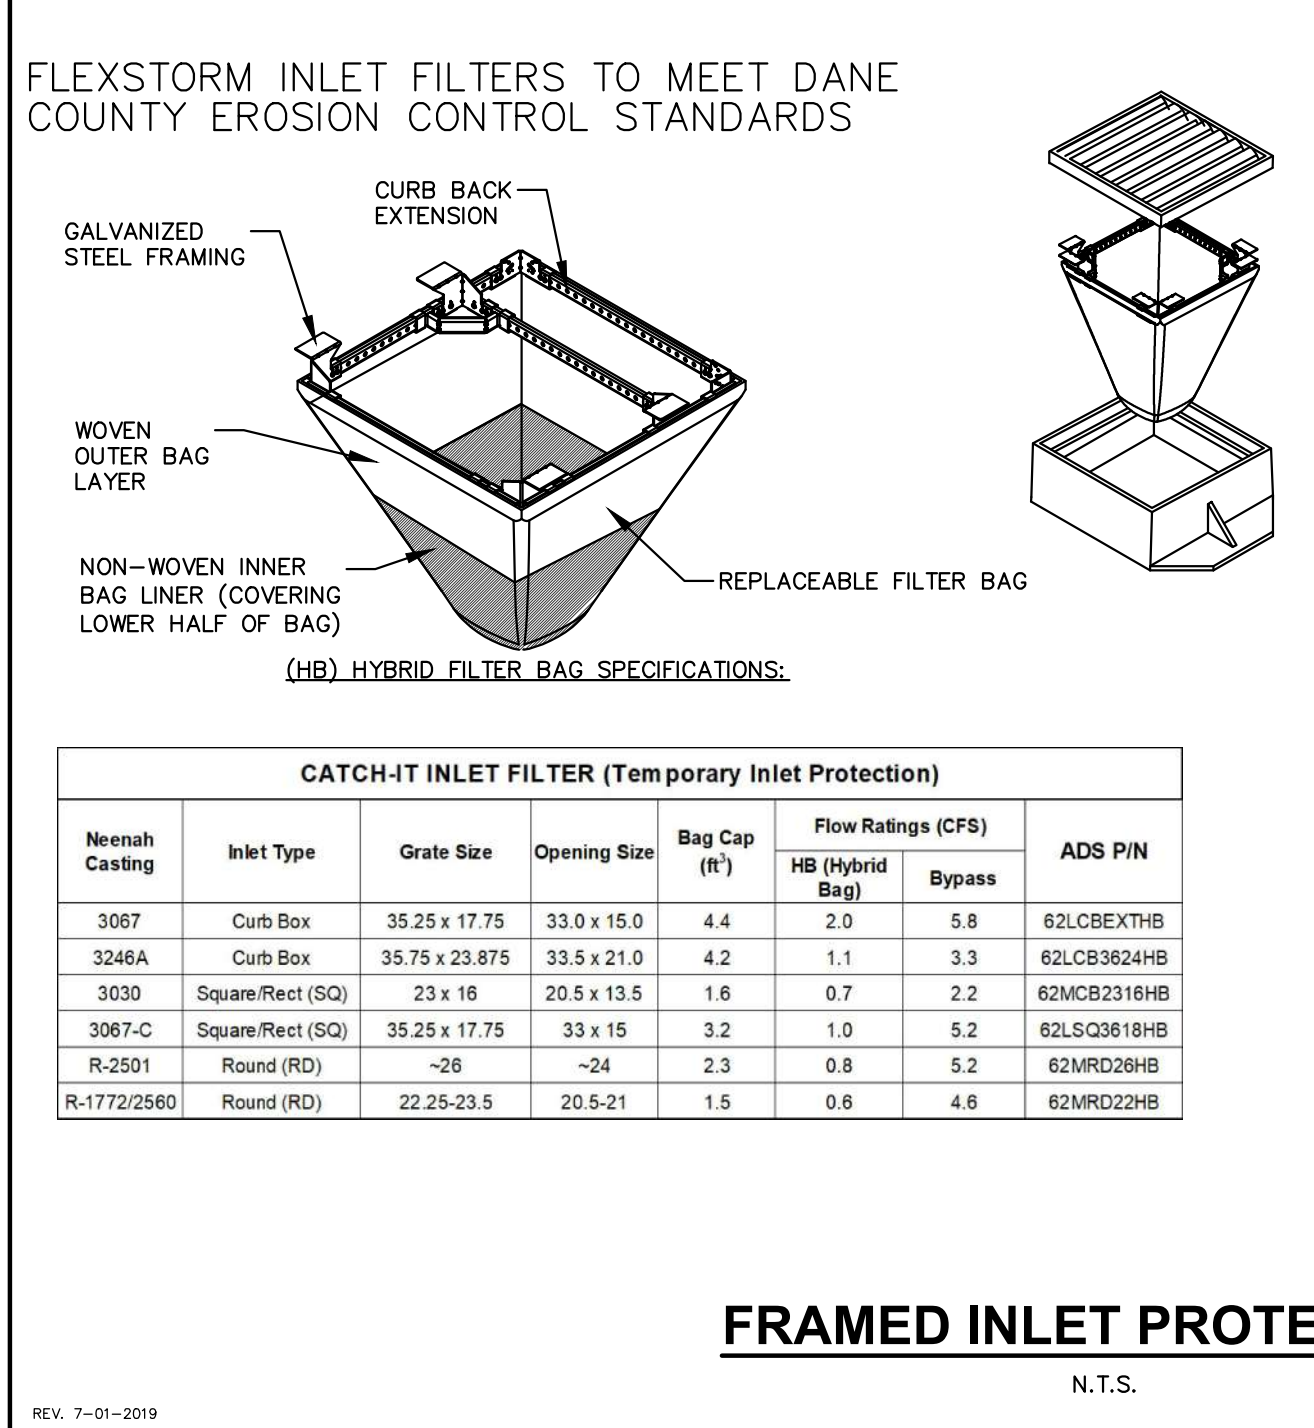 FLEXSTORM INLET FILTERS TO MEET DANE
COUNTY EROSION CONTROL STANDARDS
CURB BACK
EXTENSION
GALVANIZED
STEEL FRAMING
WOVEN
OUTER BAG
LAYER
NON-WOVEN INNER
BAG LINER (COVERING
LOWER HALF OF BAG)
REPLACEABLE FILTER BAG
(HB) HYBRID FILTER BAG SPECIFICATIONS:
CATCH-IT INLET FILTER (Temporary Inlet Protection)
Neenah Casting Inlet Type Grate Size Opening Size Bag Cap (ft³) Flow Ratings (CFS) ADS P/N
HB (Hybrid Bag) Bypass
3067 Curb Box 35.25 x 17.75 33.0 x 15.0 4.4 2.0 5.8 62LCBEXTHB
3246A Curb Box 35.75 x 23.875 33.5 x 21.0 4.2 1.1 3.3 62LCB3624HB
3030 Square/Rect (SQ) 23 x 16 20.5 x 13.5 1.6 0.7 2.2 62MCB2316HB
3067-C Square/Rect (SQ) 35.25 x 17.75 33 x 15 3.2 1.0 5.2 62LSQ3618HB
R-2501 Round (RD) ~26 ~24 2.3 0.8 5.2 62MRD26HB
R-1772/2560 Round (RD) 22.25-23.5 20.5-21 1.5 0.6 4.6 62MRD22HB
FRAMED INLET PROTE
N.T.S.
REV. 7-01-2019